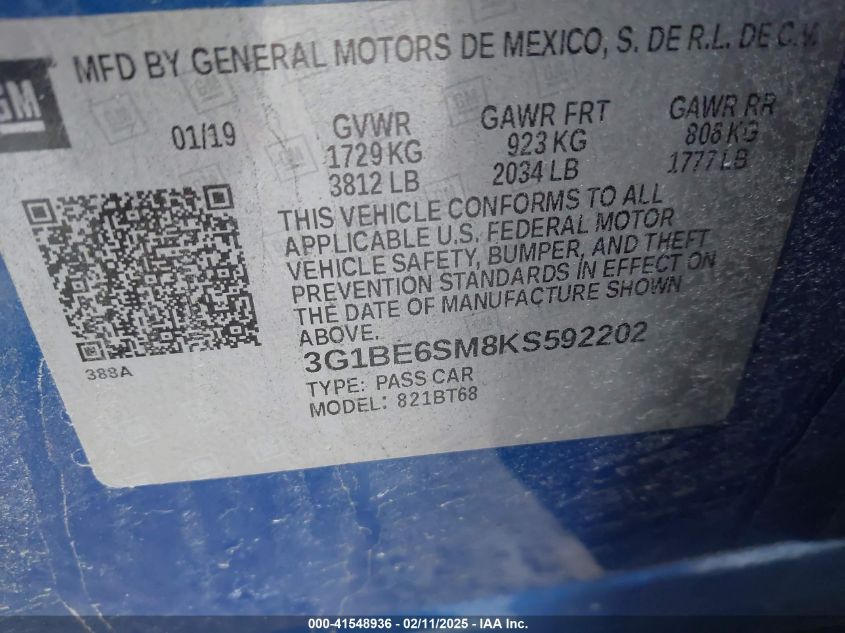 GM
MFD BY GENERAL MOTORS DE MEXICO, S. DE R.L. DE C.V.
01/19
GVWR
1729 KG
3812 LB
GAWR FRT
923 KG
2034 LB
GAWR RR
806 KG
1777 LB
THIS VEHICLE CONFORMS TO ALL
APPLICABLE U.S. FEDERAL MOTOR
VEHICLE SAFETY, BUMPER, AND THEFT
PREVENTION STANDARDS IN EFFECT ON
THE DATE OF MANUFACTURE SHOWN
ABOVE.
3G1BE6SM8KS592202
TYPE: PASS CAR
MODEL: 821BT68
388A
000-41548936 - 02/11/2025 - IAA Inc.